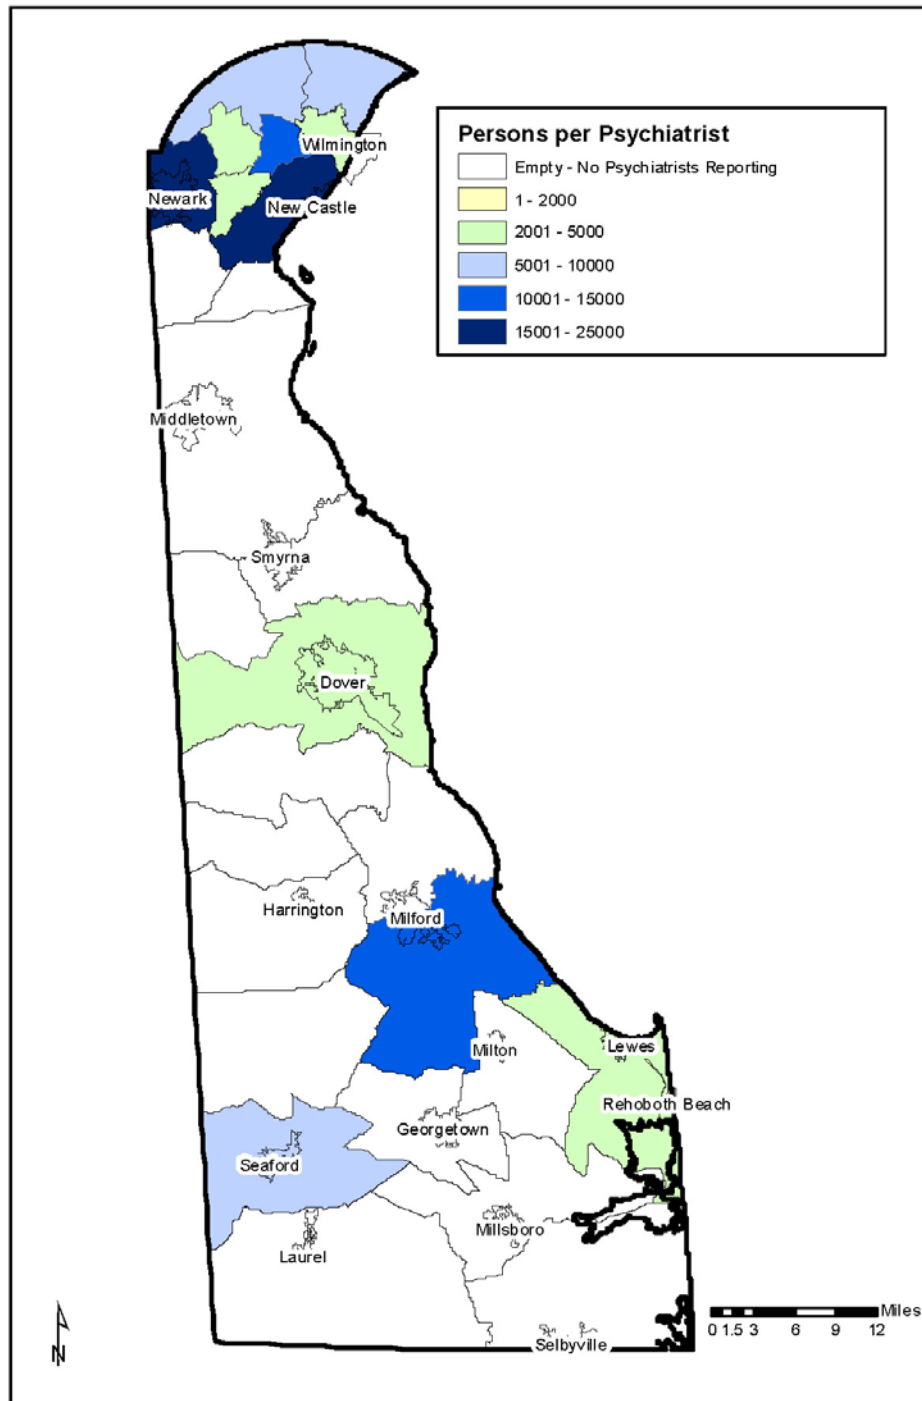 Persons per Psychiatrist
Empty - No Psychiatrists Reporting
1 - 2000
2001 - 5000
5001 - 10000
10001 - 15000
15001 - 25000
Wilmington
Newark
New Castle
Middletown
Smyrna
Dover
Harrington
Milford
Milton
Lewes
Rehoboth Beach
Georgetown
Seaford
Millsboro
Laurel
Selbyville
Miles
0 1.5 3 6 9 12
N